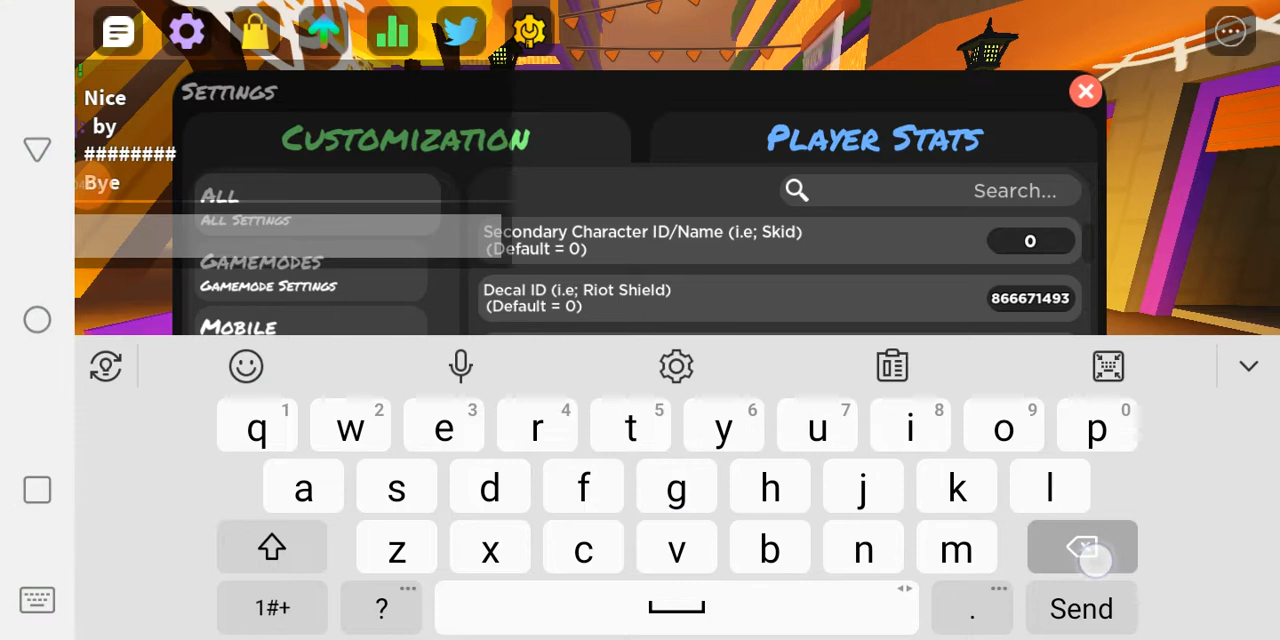 Settings
Nice
by
########
Bye
Customization
Player Stats
All
All Settings
Gamemodes
Gamemode Settings
Mobile
Search...
Secondary Character ID/Name (i.e; Skid)
(Default = 0)
0
Decal ID (i.e; Riot Shield)
(Default = 0)
866671493
q 1 w 2 e 3 r 4 t 5 y 6 u 7 i 8 o 9 p 0
a s d f g h j k l
z x c v b n m
1#+ ? . Send